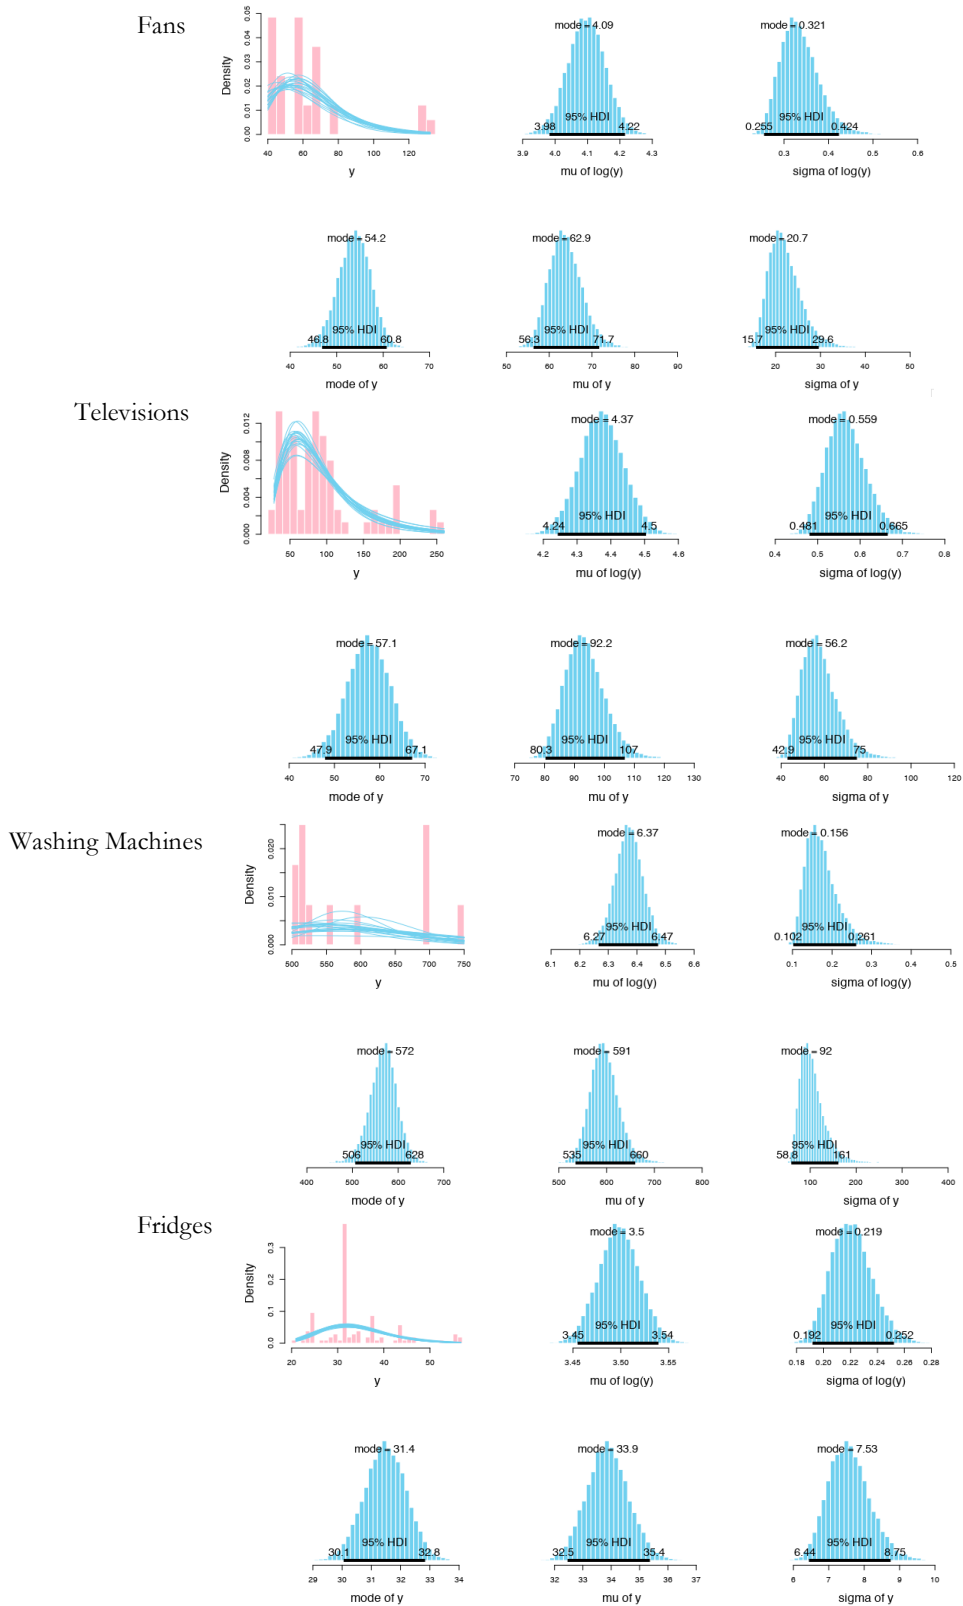 Fans
Density
0.00 0.01 0.02 0.03 0.04 0.05
40 60 80 100 120
y
mode = 4.09
95% HDI
3.98 4.22
3.9 4.0 4.1 4.2 4.3
mu of log(y)
mode = 0.321
95% HDI
0.255 0.424
0.3 0.4 0.5 0.6
sigma of log(y)
mode = 54.2
95% HDI
46.8 60.8
40 50 60 70
mode of y
mode = 62.9
95% HDI
56.3 71.7
50 60 70 80 90
mu of y
mode = 20.7
95% HDI
15.7 29.6
20 30 40 50
sigma of y
Televisions
Density
0.000 0.004 0.008 0.012
50 100 150 200 250
y
mode = 4.37
95% HDI
4.24 4.5
4.2 4.3 4.4 4.5 4.6
mu of log(y)
mode = 0.559
95% HDI
0.481 0.665
0.4 0.5 0.6 0.7 0.8
sigma of log(y)
mode = 57.1
95% HDI
47.9 67.1
40 50 60 70
mode of y
mode = 92.2
95% HDI
80.3 107
70 80 90 100 110 120 130
mu of y
mode = 56.2
95% HDI
42.9 75
40 60 80 100 120
sigma of y
Washing Machines
Density
0.000 0.010 0.020
500 550 600 650 700 750
y
mode = 6.37
95% HDI
6.27 6.47
6.1 6.2 6.3 6.4 6.5 6.6
mu of log(y)
mode = 0.156
95% HDI
0.102 0.261
0.1 0.2 0.3 0.4 0.5
sigma of log(y)
mode = 572
95% HDI
506 628
400 500 600 700
mode of y
mode = 591
95% HDI
535 660
500 600 700 800
mu of y
mode = 92
95% HDI
58.8 161
100 200 300 400
sigma of y
Fridges
Density
0.0 0.1 0.2 0.3
20 30 40 50
y
mode = 3.5
95% HDI
3.45 3.54
3.45 3.50 3.55
mu of log(y)
mode = 0.219
95% HDI
0.192 0.252
0.18 0.20 0.22 0.24 0.26 0.28
sigma of log(y)
mode = 31.4
95% HDI
30.1 32.8
29 30 31 32 33 34
mode of y
mode = 33.9
95% HDI
32.5 35.4
32 33 34 35 36 37
mu of y
mode = 7.53
95% HDI
6.44 8.75
6 7 8 9 10
sigma of y